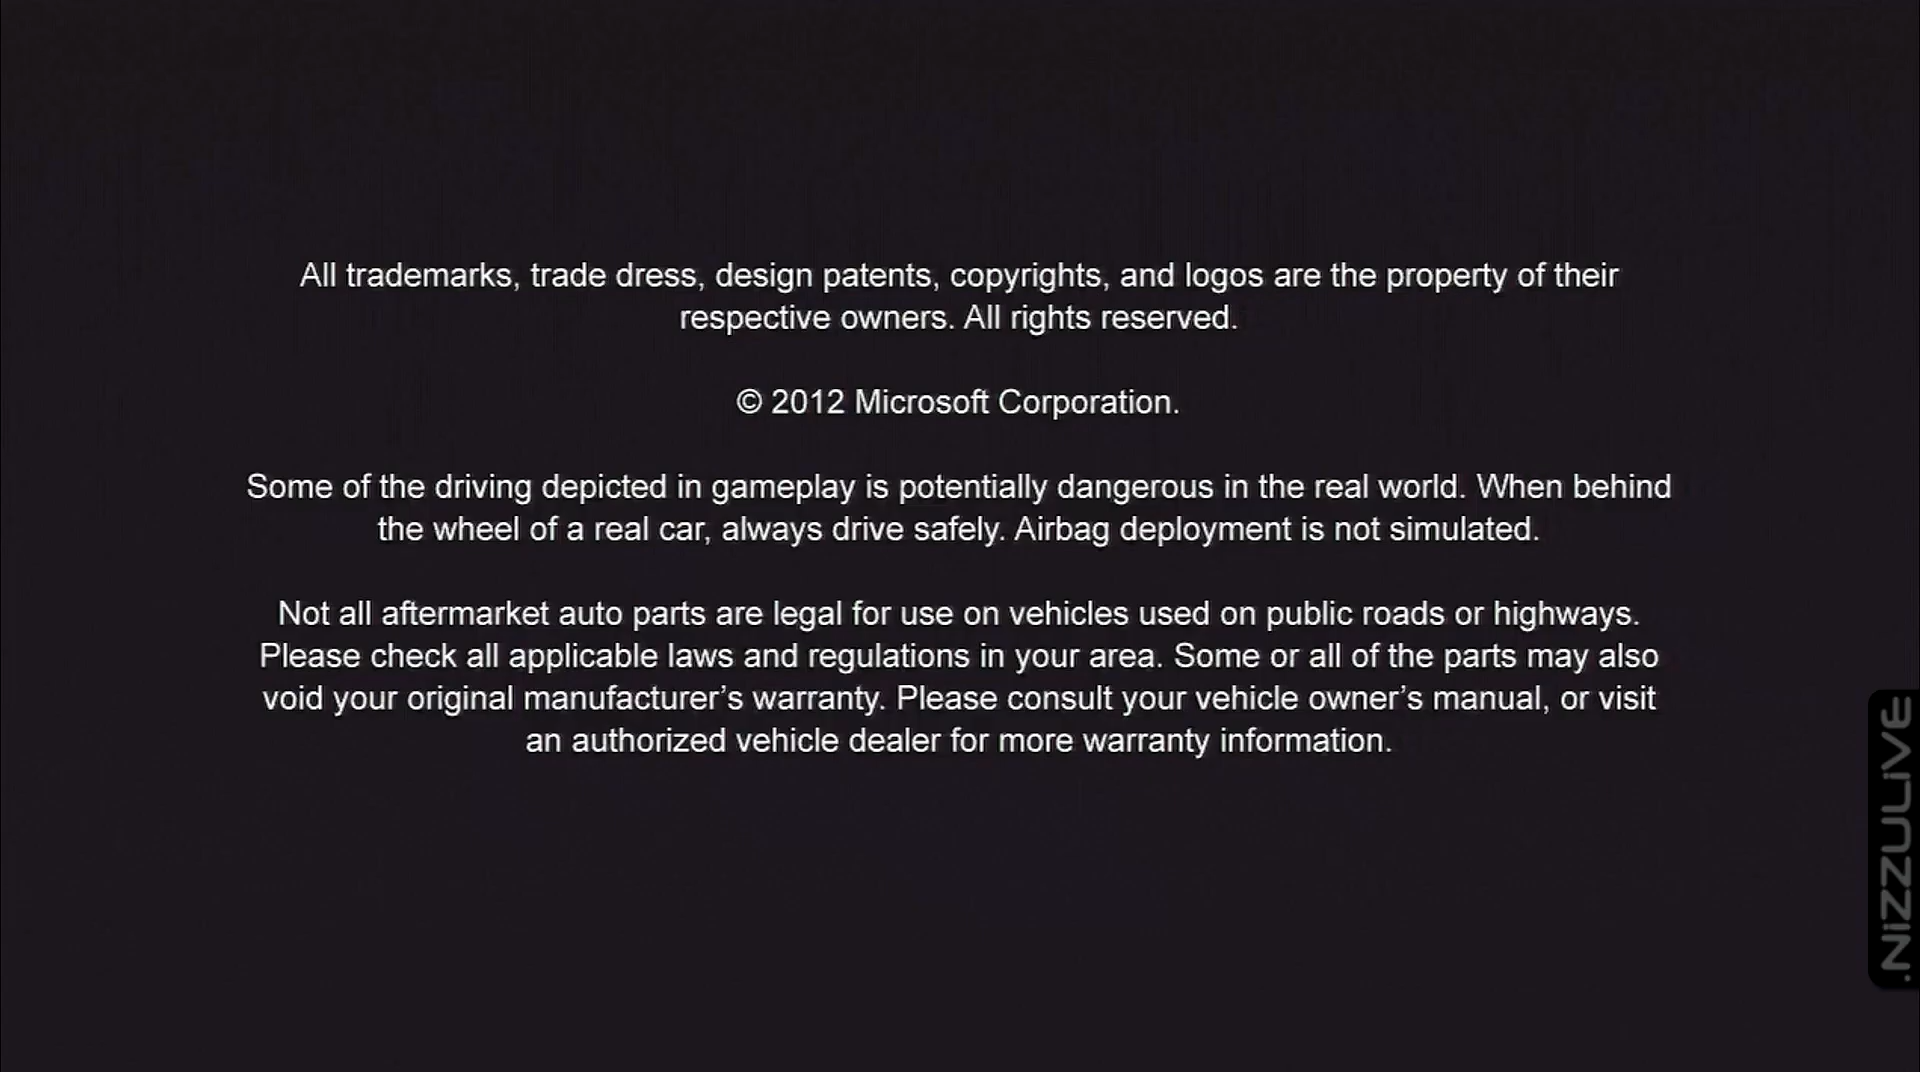 All trademarks, trade dress, design patents, copyrights, and logos are the property of their
respective owners. All rights reserved.
© 2012 Microsoft Corporation.
Some of the driving depicted in gameplay is potentially dangerous in the real world. When behind
the wheel of a real car, always drive safely. Airbag deployment is not simulated.
Not all aftermarket auto parts are legal for use on vehicles used on public roads or highways.
Please check all applicable laws and regulations in your area. Some or all of the parts may also
void your original manufacturer’s warranty. Please consult your vehicle owner’s manual, or visit
an authorized vehicle dealer for more warranty information.
.NiZZULiVE